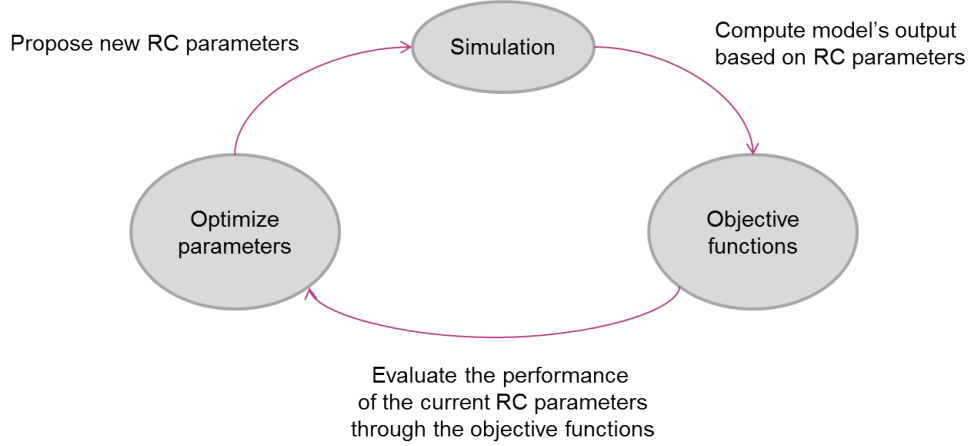 Propose new RC parameters
Simulation
Compute model's output
based on RC parameters
Optimize
parameters
Objective
functions
Evaluate the performance
of the current RC parameters
through the objective functions